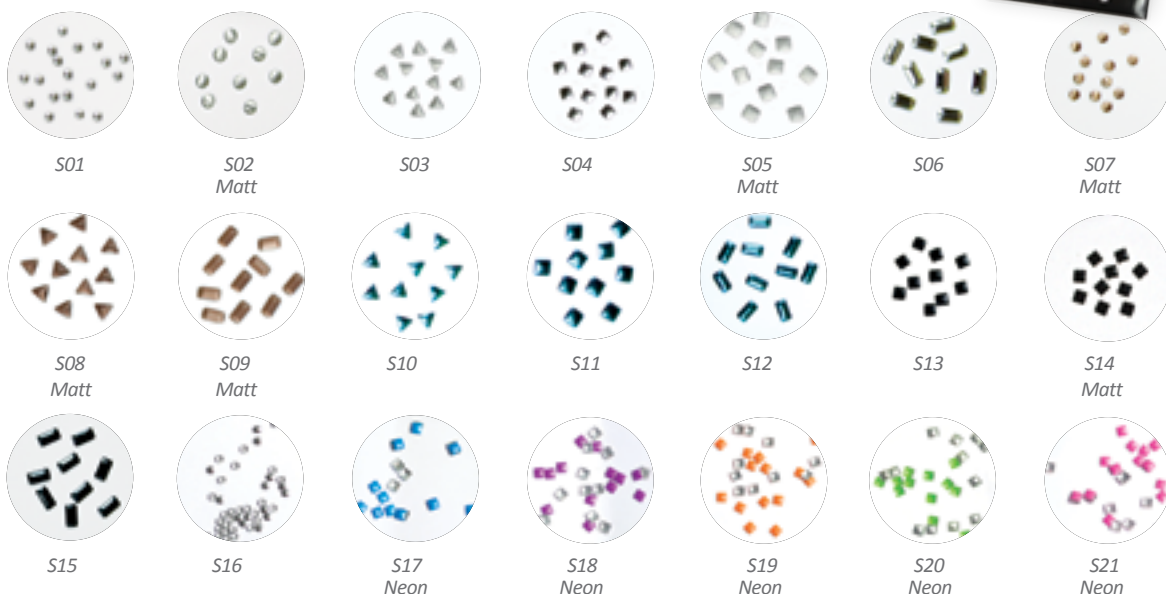 S01 S02 S03 S04 S05 S06 S07
Matt Matt Matt
S08 S09 S10 S11 S12 S13 S14
Matt Matt Matt
S15 S16 S17 S18 S19 S20 S21
Neon Neon Neon Neon Neon